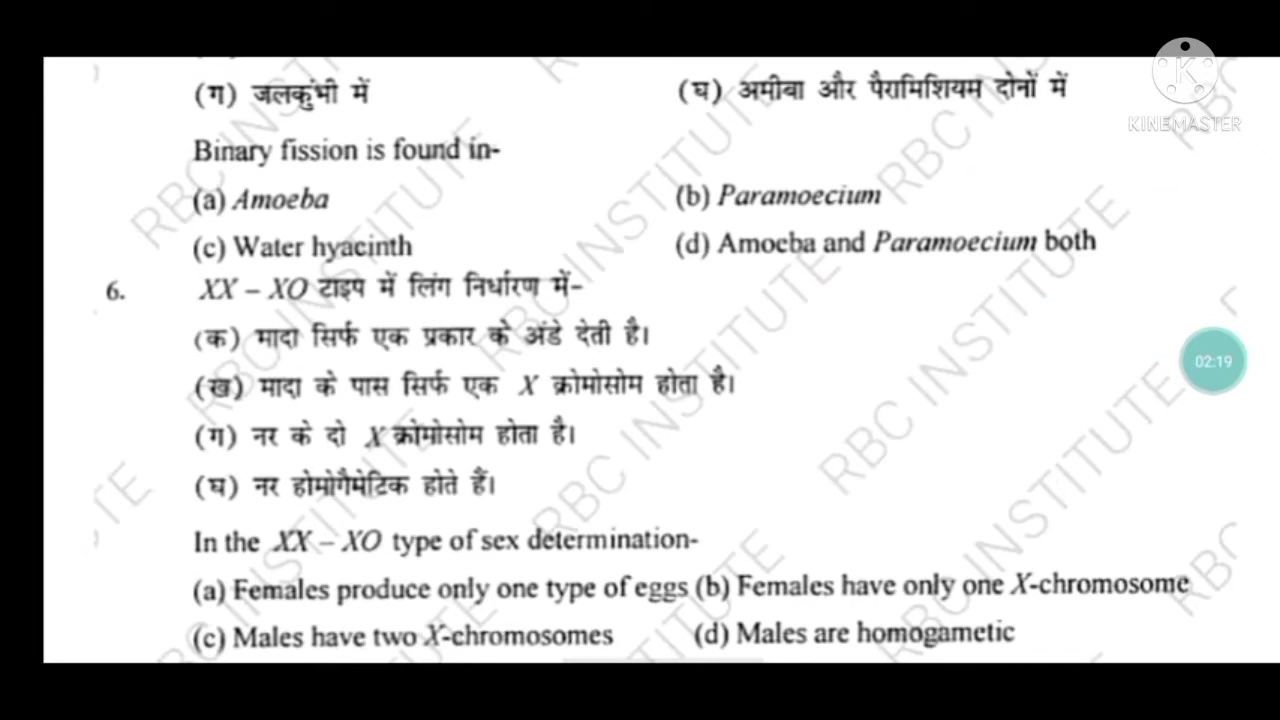 (ग) जलकुंभी में (घ) अमीबा और पैरामिशियम दोनों में
KINEMASTER
Binary fission is found in-
(a) Amoeba (b) Paramoecium
(c) Water hyacinth (d) Amoeba and Paramoecium both
6. XX – XO टाइप में लिंग निर्धारण में-
(क) मादा सिर्फ एक प्रकार के अंडे देती है।
02:19
(ख) मादा के पास सिर्फ एक X क्रोमोसोम होता है।
(ग) नर के दो X क्रोमोसोम होता है।
(घ) नर होमोगैमेटिक होते हैं।
In the XX – XO type of sex determination-
(a) Females produce only one type of eggs (b) Females have only one X-chromosome
(c) Males have two X-chromosomes (d) Males are homogametic
RBC INSTITUTE